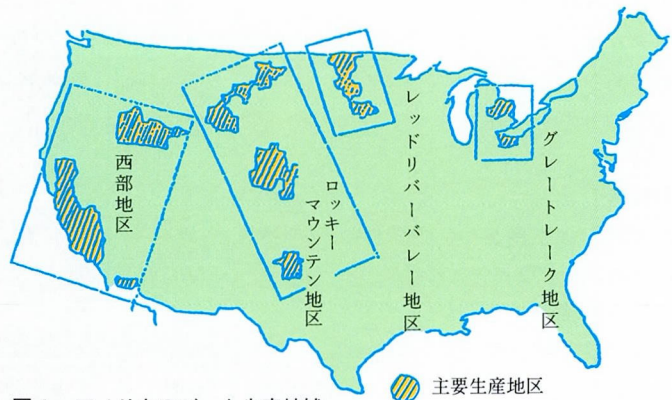 西部地区
ロッキー
マウンテン地区
レッドリバーバレー地区
グレートレーク地区
主要生産地区